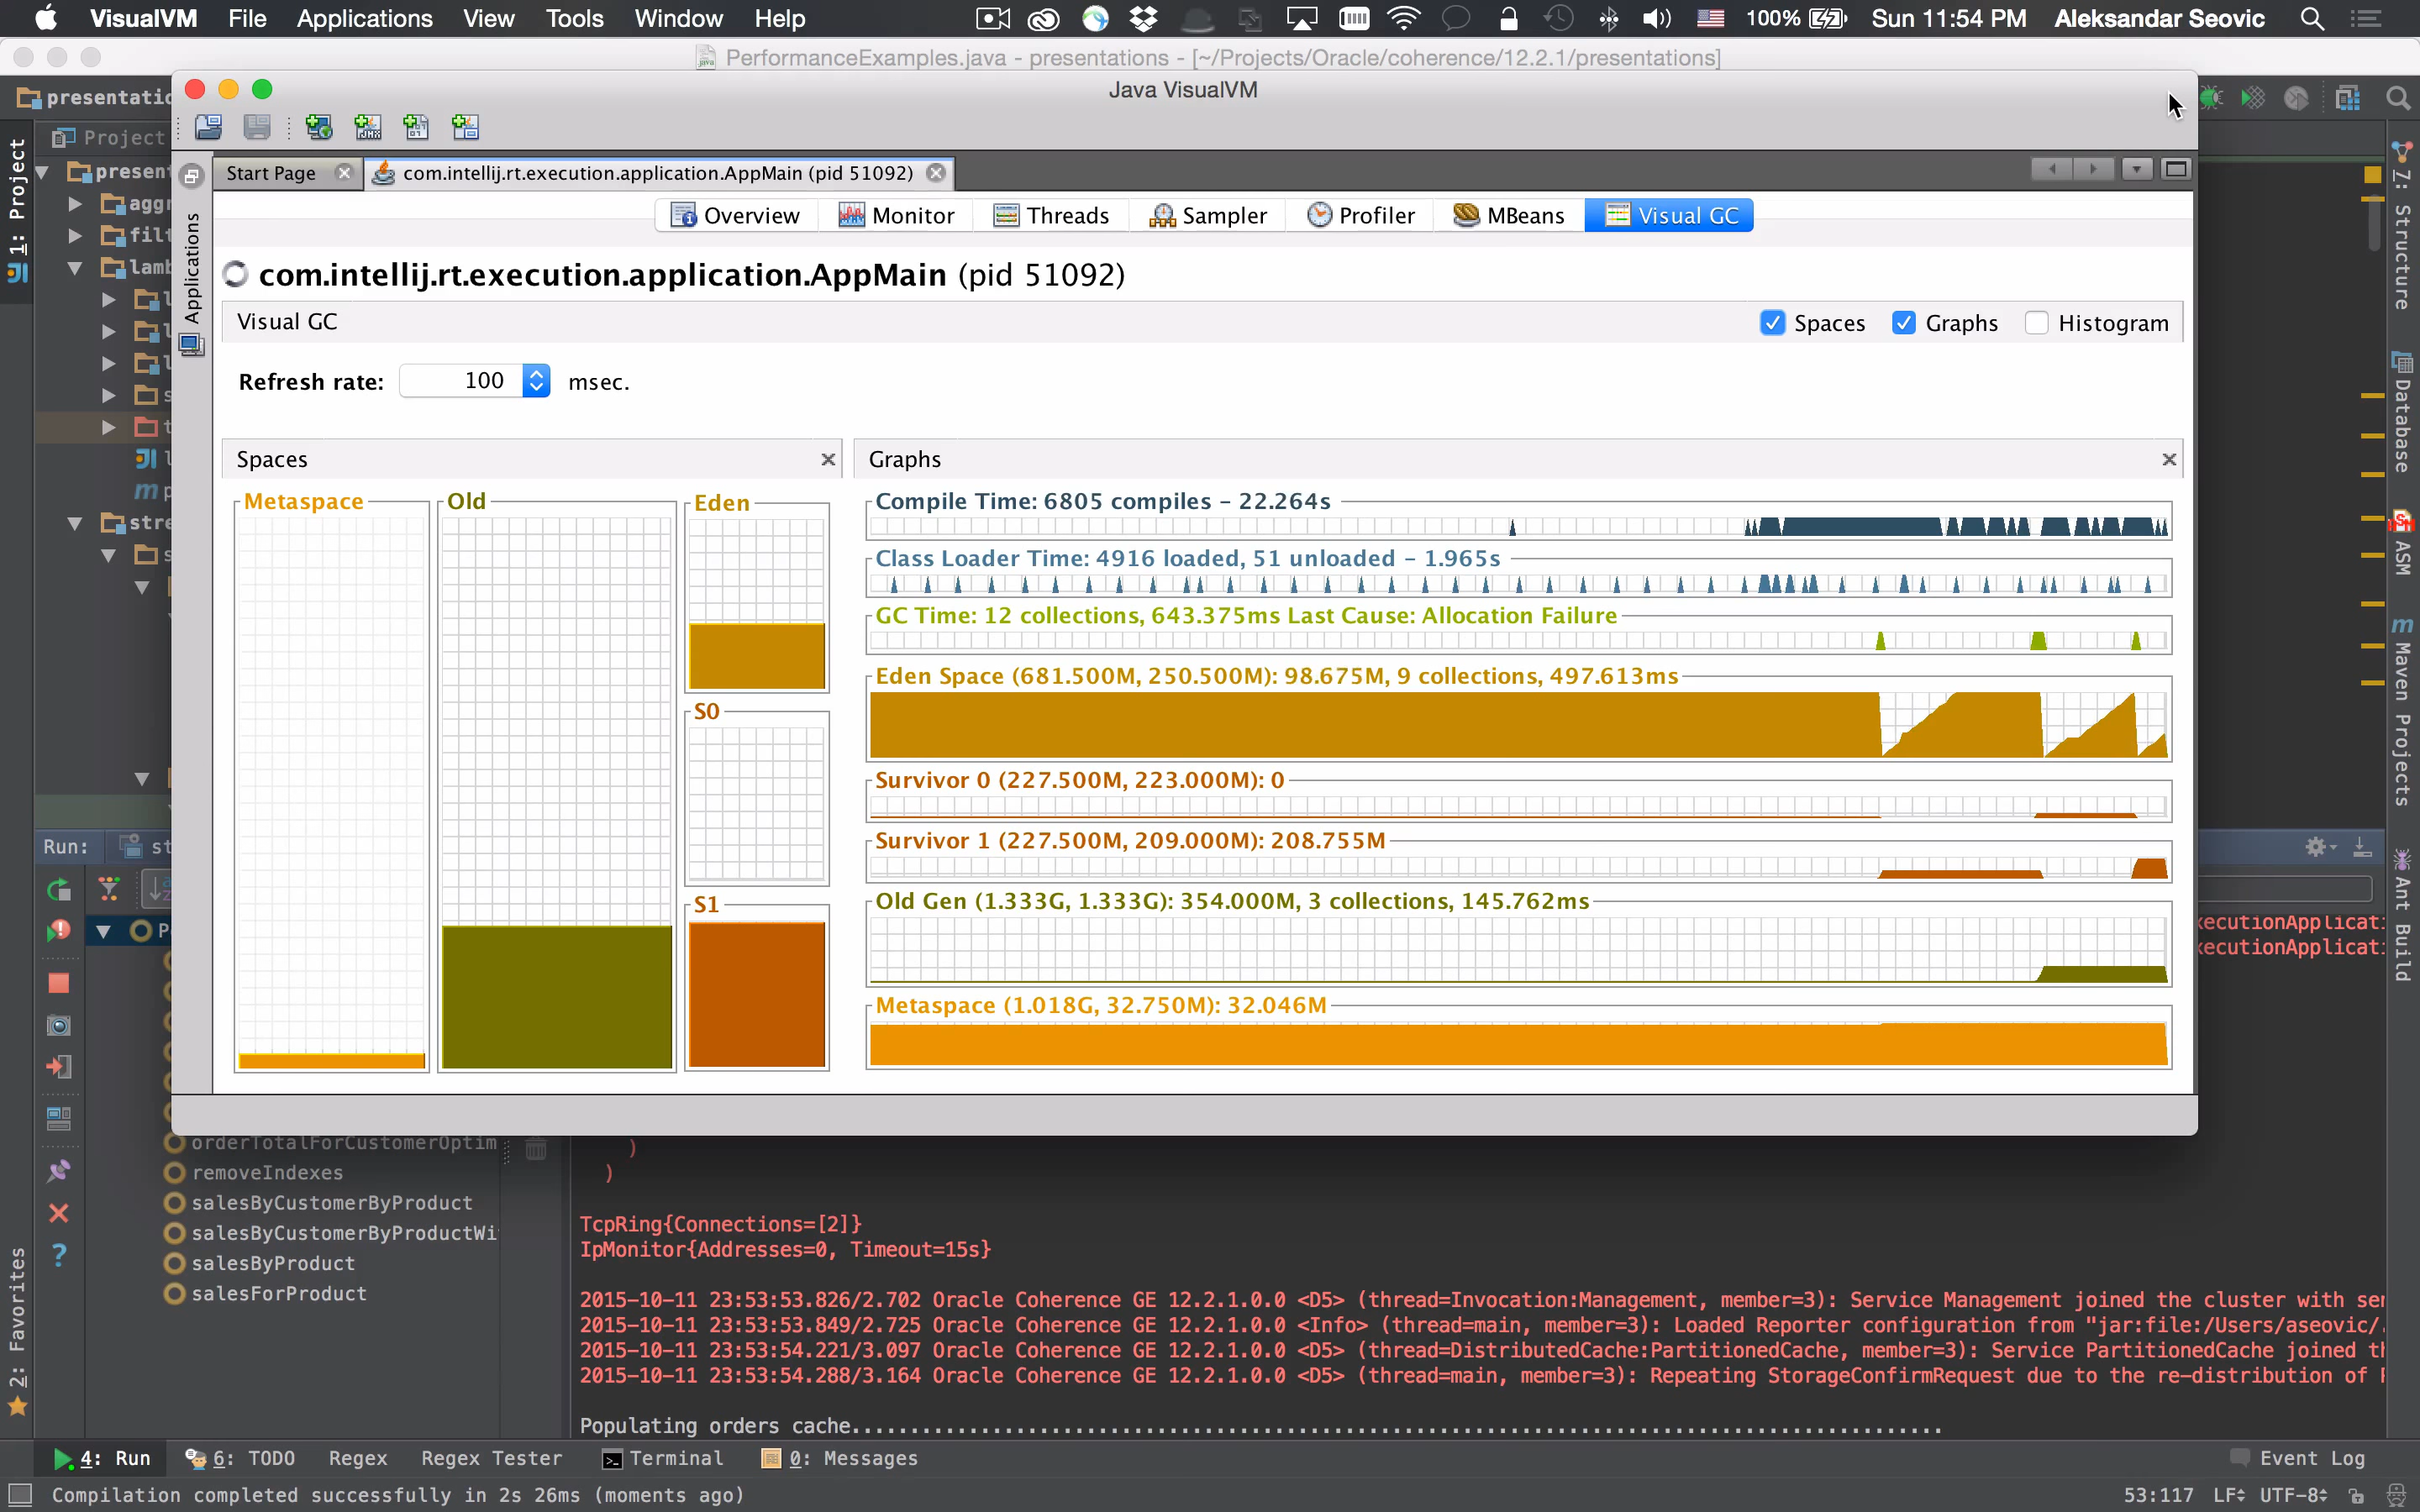 VisualVM File Applications View Tools Window Help 100% Sun 11:54 PM Aleksandar Seovic
PerformanceExamples.java - presentations - [~/Projects/Oracle/coherence/12.2.1/presentations]
Java VisualVM
Project
1: Project
Applications
Start Page
com.intellij.rt.execution.application.AppMain (pid 51092)
Overview Monitor Threads Sampler Profiler MBeans Visual GC
com.intellij.rt.execution.application.AppMain (pid 51092)
Visual GC
Spaces Graphs Histogram
Refresh rate: 100 msec.
Spaces
Graphs
Metaspace
Old
Eden
S0
S1
Compile Time: 6805 compiles - 22.264s
Class Loader Time: 4916 loaded, 51 unloaded - 1.965s
GC Time: 12 collections, 643.375ms Last Cause: Allocation Failure
Eden Space (681.500M, 250.500M): 98.675M, 9 collections, 497.613ms
Survivor 0 (227.500M, 223.000M): 0
Survivor 1 (227.500M, 209.000M): 208.755M
Old Gen (1.333G, 1.333G): 354.000M, 3 collections, 145.762ms
Metaspace (1.018G, 32.750M): 32.046M
7: Structure
Database
ASM
Maven Projects
Ant Build
Run:
orderTotalForCustomerOptim
removeIndexes
salesByCustomerByProduct
salesByCustomerByProductWi
salesByProduct
salesForProduct
)
)
TcpRing{Connections=[2]}
IpMonitor{Addresses=0, Timeout=15s}
2015-10-11 23:53:53.826/2.702 Oracle Coherence GE 12.2.1.0.0 <D5> (thread=Invocation:Management, member=3): Service Management joined the cluster with
2015-10-11 23:53:53.849/2.725 Oracle Coherence GE 12.2.1.0.0 <Info> (thread=main, member=3): Loaded Reporter configuration from "jar:file:/Users/aseovic/.
2015-10-11 23:53:54.221/3.097 Oracle Coherence GE 12.2.1.0.0 <D5> (thread=DistributedCache:PartitionedCache, member=3): Service PartitionedCache joined
2015-10-11 23:53:54.288/3.164 Oracle Coherence GE 12.2.1.0.0 <D5> (thread=main, member=3): Repeating StorageConfirmRequest due to the re-distribution of
Populating orders cache....................................................................................
2: Favorites
4: Run 6: TODO Regex Regex Tester Terminal 0: Messages Event Log
Compilation completed successfully in 2s 26ms (moments ago) 53:117 LF UTF-8